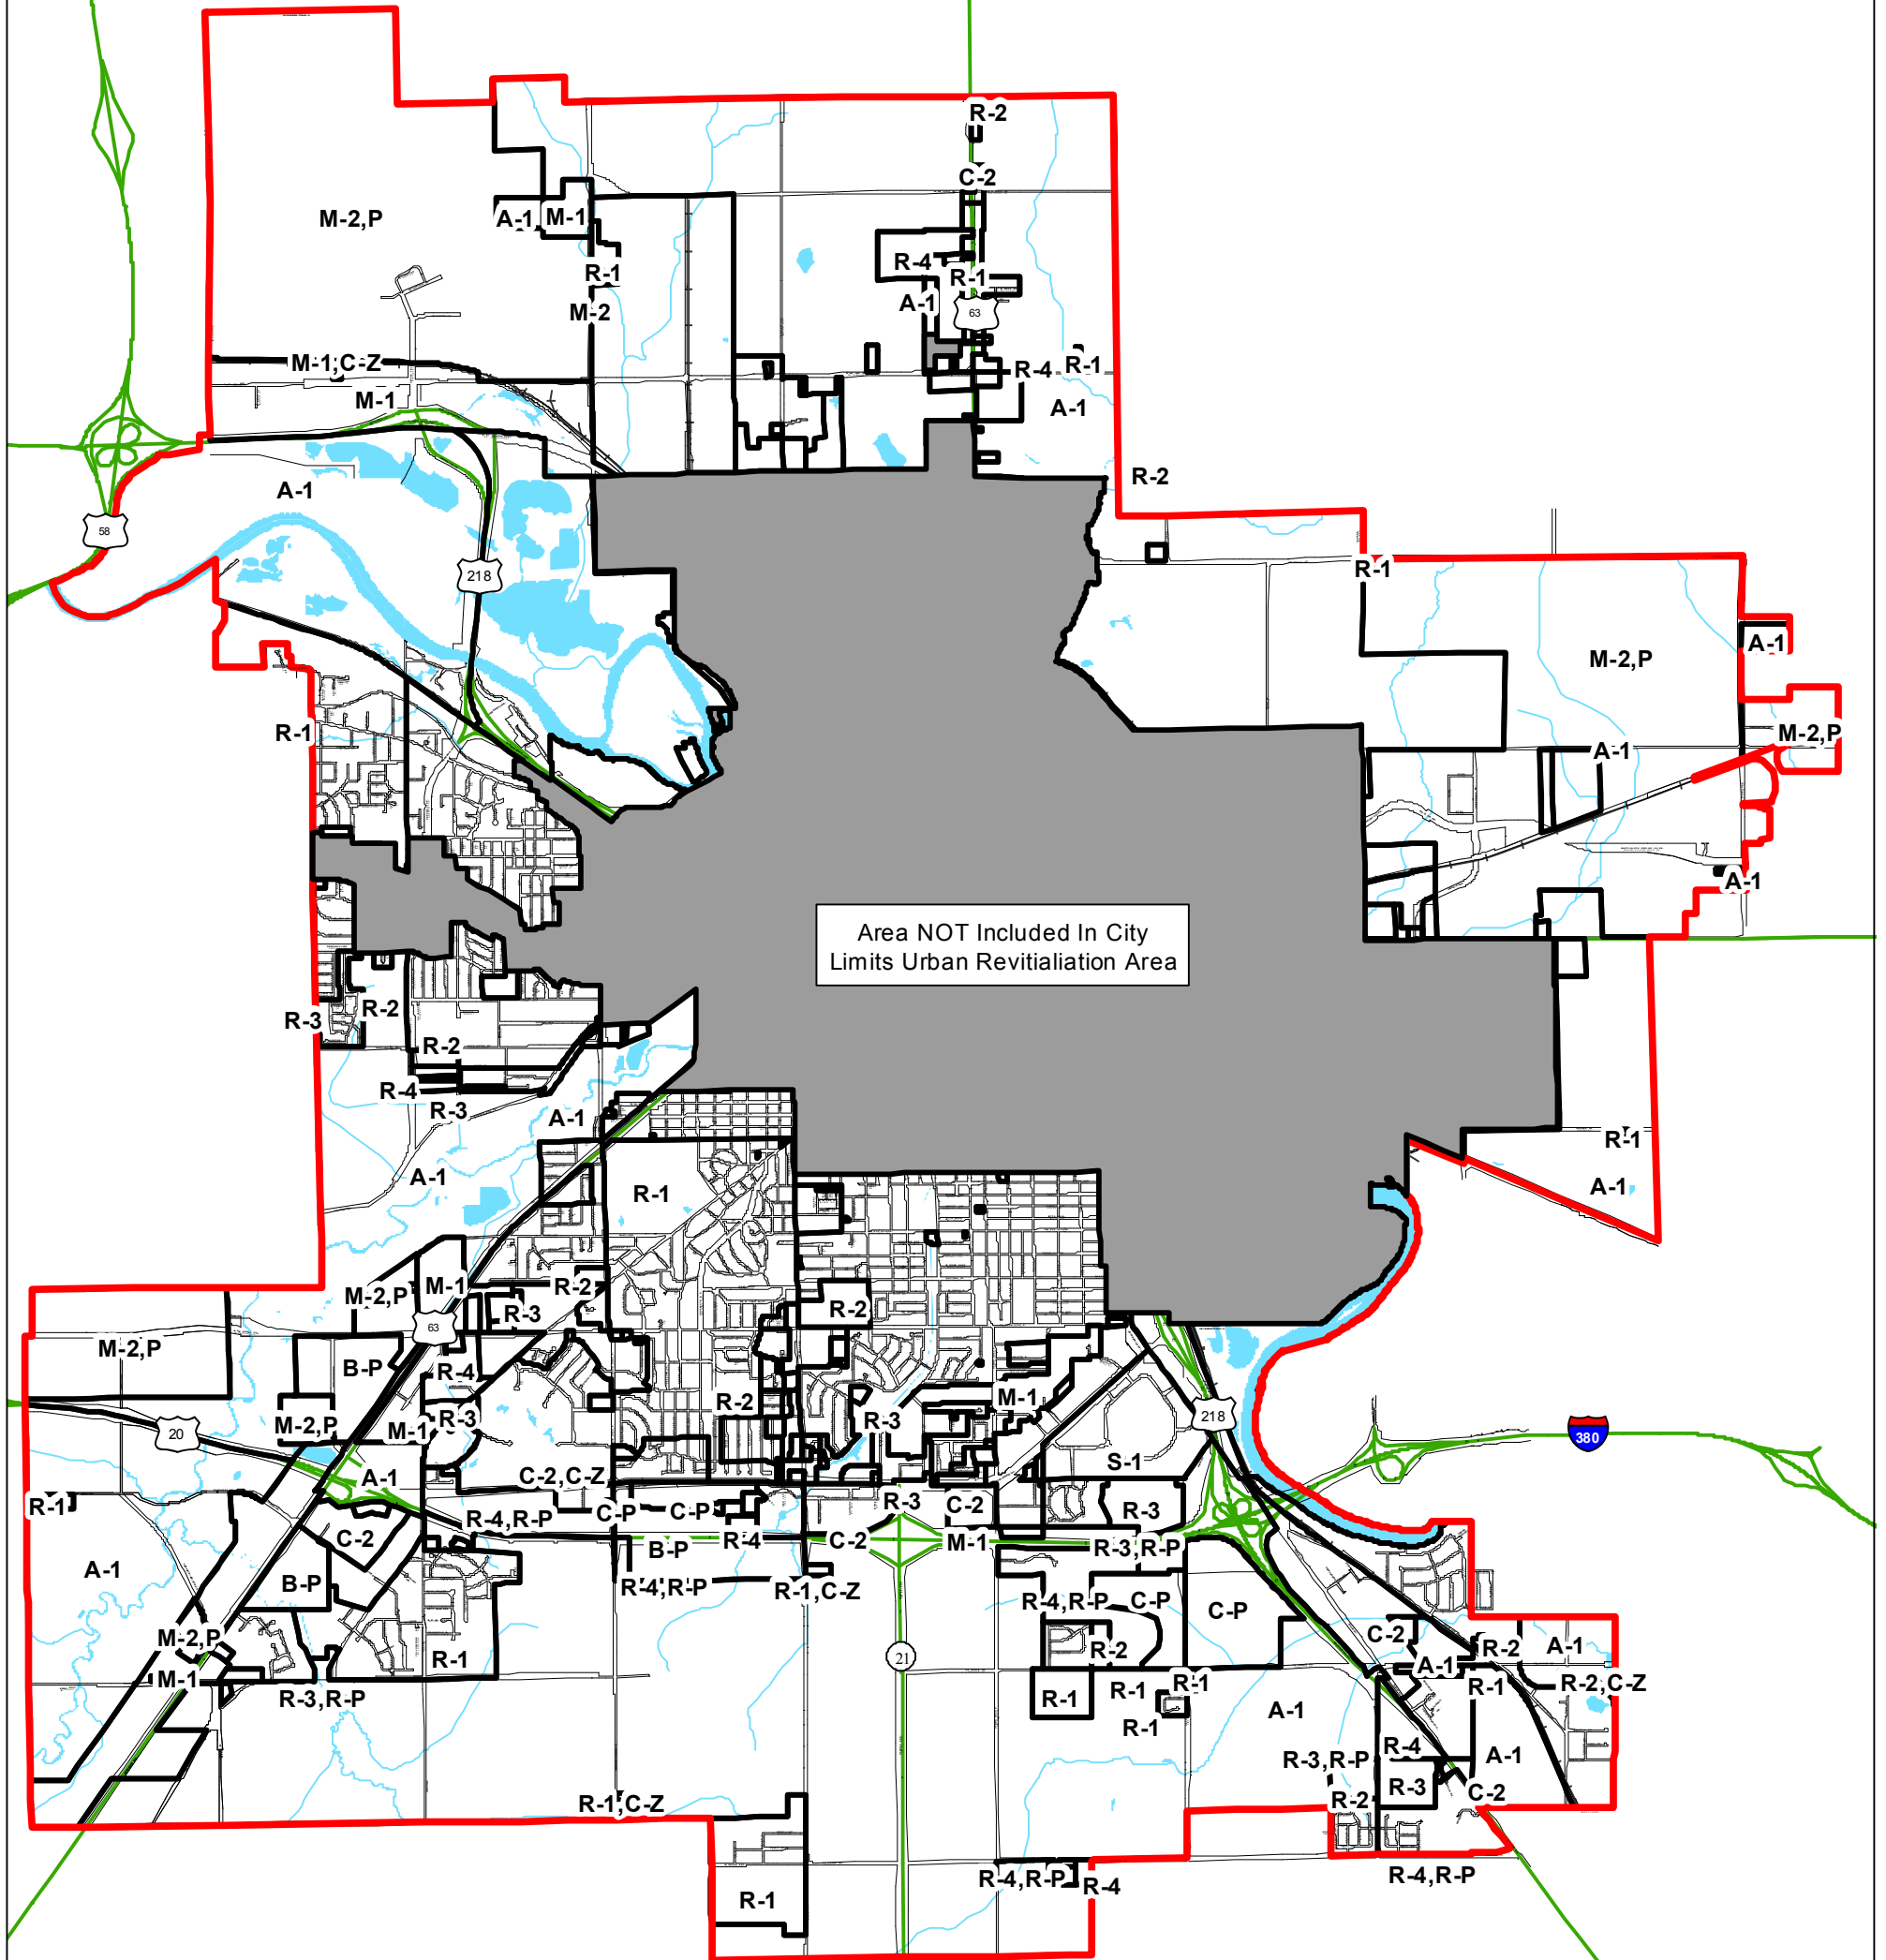 R-2
C-2
M-2,P
A-1
M-1
R-4
R-1
R-1
A-1
M-2
63
M-1,C-Z
R-4
R-1
M-1
A-1
R-2
A-1
58
218
R-1
A-1
M-2,P
R-1
M-2,P
A-1
A-1
Area NOT Included In City
Limits Urban Revitialiation Area
R-2
R-3
R-2
R-4
R-3
A-1
R-1
A-1
R-1
A-1
M-1
R-2
M-2,P
R-3
R-2
63
M-2,P
B-P
R-4
M-1
R-2
R-3
218
M-2,P
M-1
R-3
20
380
S-1
A-1
C-2,C-Z
R-1
R-3
C-2
R-3
C-P
C-P
R-4,R-P
C-2
R-4
C-2
M-1
B-P
R-3,R-P
A-1
B-P
R-4,R-P
R-1,C-Z
R-4,R-P
C-P
C-P
M-2,P
C-2
R-2
A-1
R-1
R-2
21
A-1
M-1
R-1
R-1
R-2,C-Z
R-3,R-P
R-1
R-1
A-1
R-1
R-4
A-1
R-3,R-P
R-3
C-2
R-1,C-Z
R-2
R-4,R-P
R-4
R-4,R-P
R-1